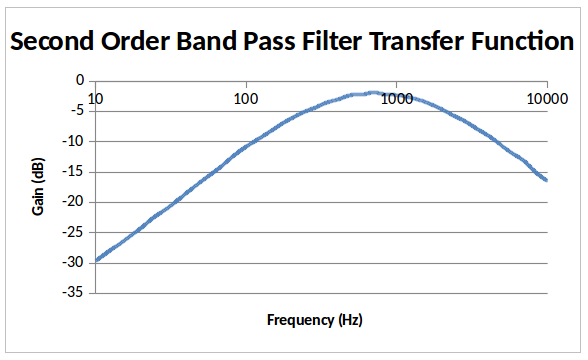 Second Order Band Pass Filter Transfer Function
0
10 100 1000 10000
-5
-10
-15
-20
-25
-30
-35
Gain (dB)
Frequency (Hz)